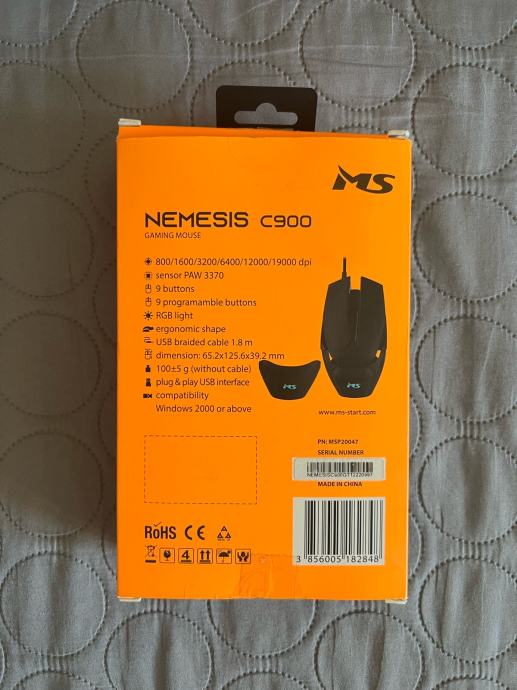 MS
NEMESIS C900
GAMING MOUSE
800/1600/3200/6400/12000/19000 dpi
sensor PAW 3370
9 buttons
9 programamble buttons
RGB light
ergonomic shape
USB braided cable 1.8 m
dimension: 65.2x125.6x39.2 mm
100±5 g (without cable)
plug & play USB interface
compatibility
Windows 2000 or above
MS
MS
www.ms-start.com
PN: MSP20047
SERIAL NUMBER
MADE IN CHINA
RoHS CE
4
3 856005 182848